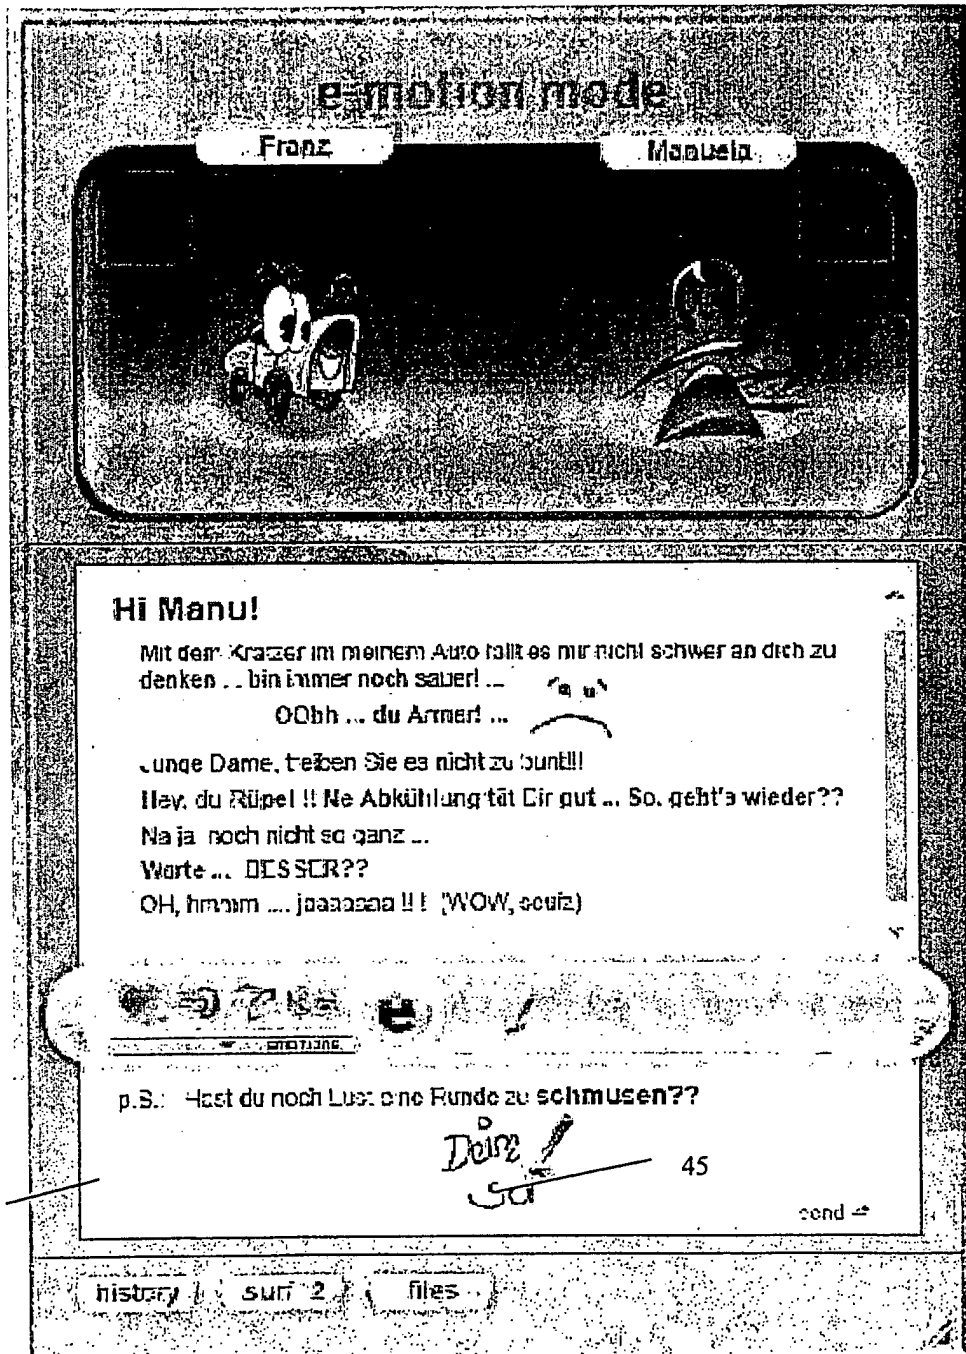 e-motion mode
Franz
Manuela
Hi Manu!
Mit dem Kratzer im meinem Auto fällt es mir nicht schwer an dich zu
denken ... bin immer noch sauer! ...
OOhh ... du Armer! ...
Junge Dame, treiben Sie es nicht zu bunt!!!
Hey, du Rüpel !! Ne Abkühlung tät Dir gut ... So, geht's wieder??
Na ja noch nicht so ganz ...
Warte ... BESSER??
OH, hmmm .... jaaaaaaa !! ! (WOW, seufz)
e
emotions
p.S.: Hast du noch Lust eine Runde zu schmusen??
Dein
45
send
history
surf 2
files